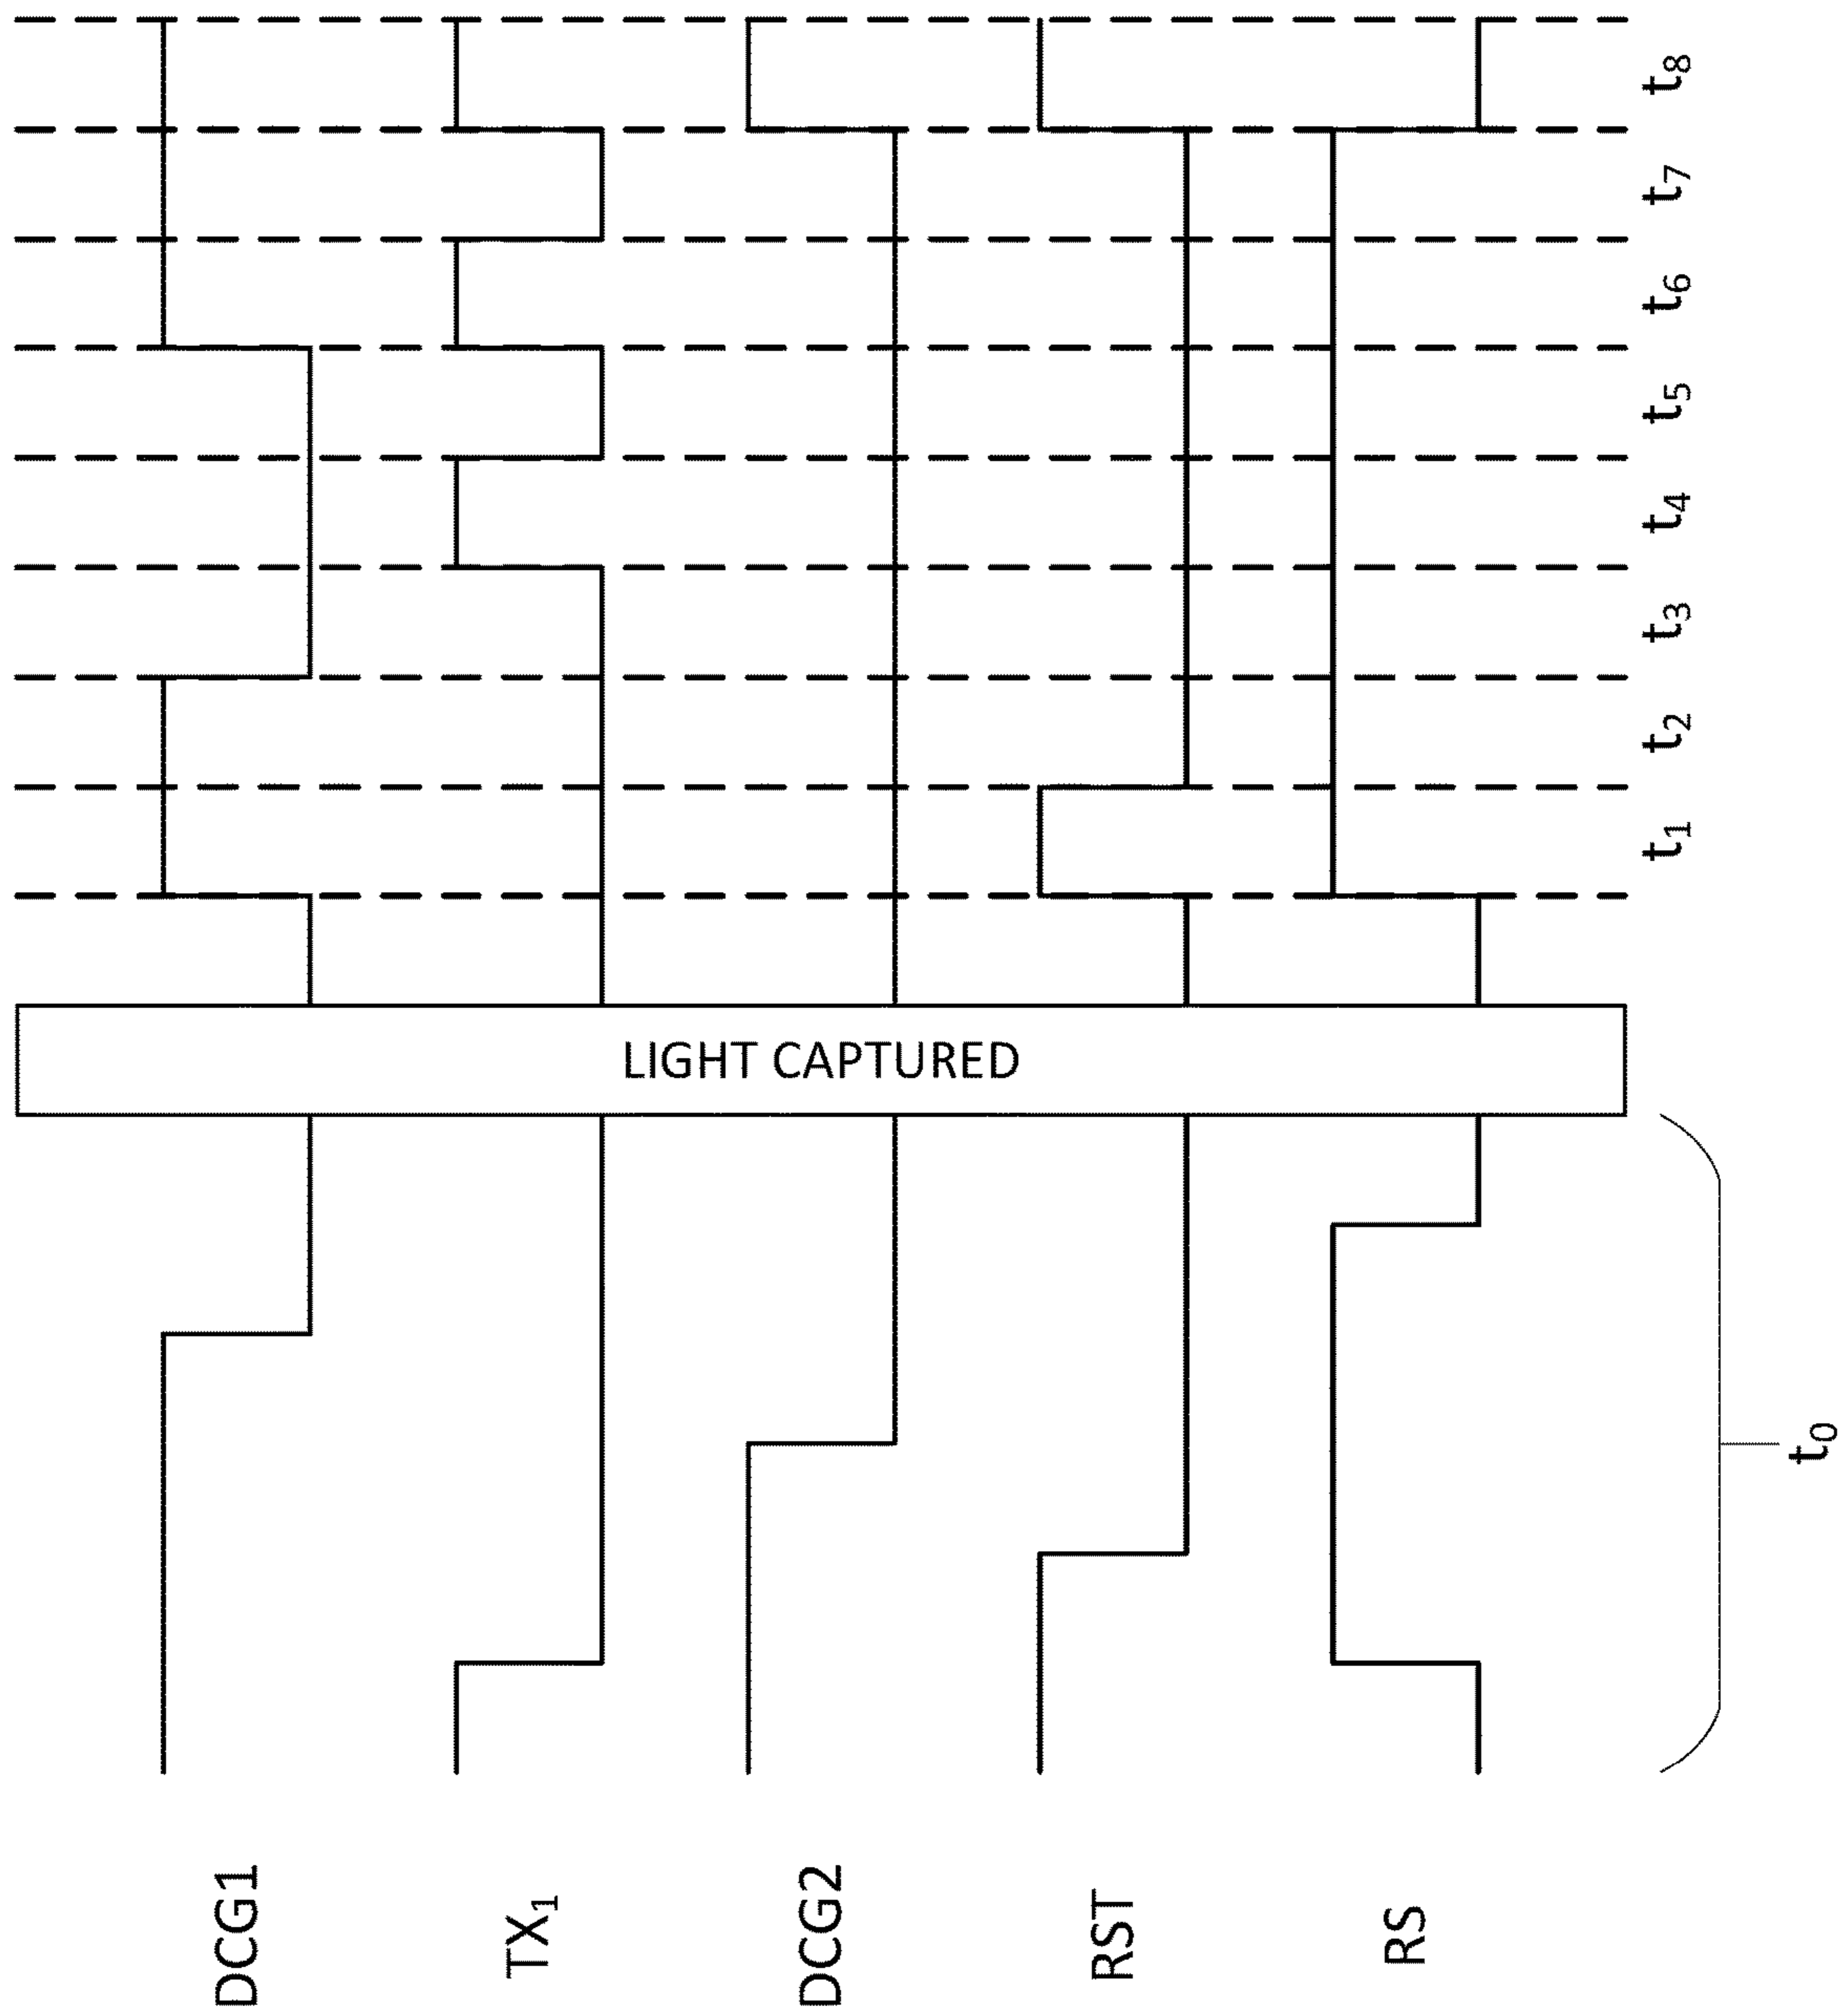 DCG1
TX₁
DCG2
RST
RS
LIGHT CAPTURED
t₀
t₁
t₂
t₃
t₄
t₅
t₆
t₇
t₈